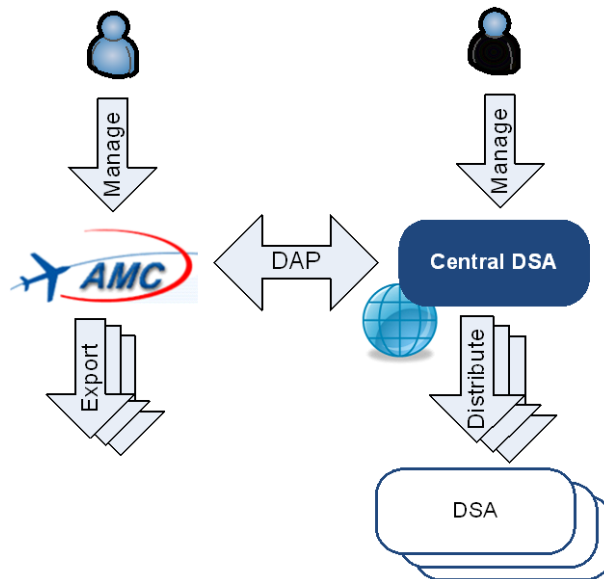 Manage
Manage
AMC
DAP
Central DSA
Export
Distribute
DSA